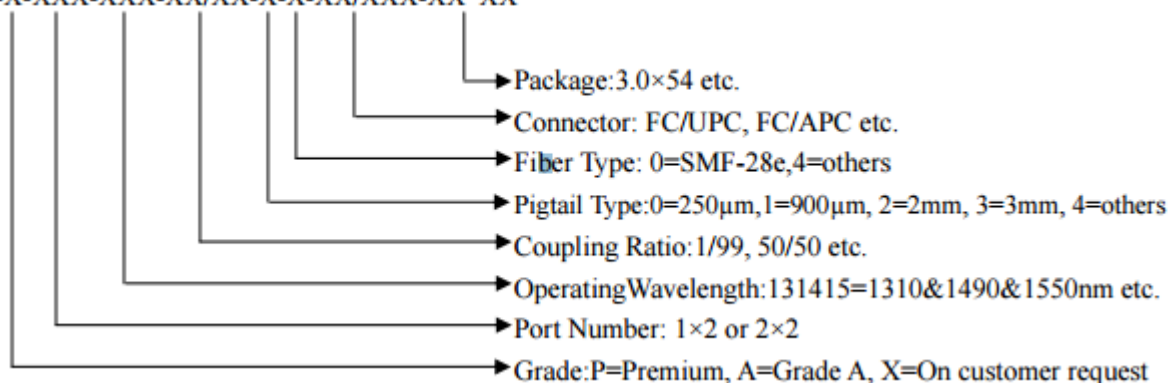 Package:3.0×54 etc.
Connector: FC/UPC, FC/APC etc.
Fiber Type: 0=SMF-28e,4=others
Pigtail Type:0=250μm,1=900μm, 2=2mm, 3=3mm, 4=others
Coupling Ratio:1/99, 50/50 etc.
OperatingWavelength:131415=1310&1490&1550nm etc.
Port Number: 1×2 or 2×2
Grade:P=Premium, A=Grade A, X=On customer request